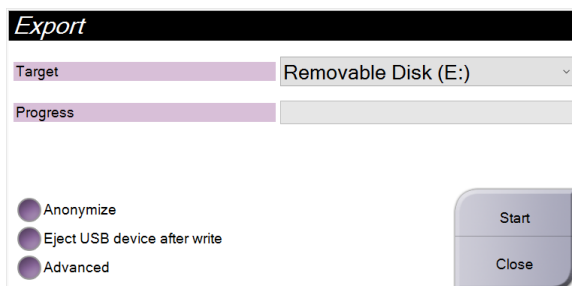 Export
Target
Removable Disk (E:)
Progress
Anonymize
Eject USB device after write
Advanced
Start
Close